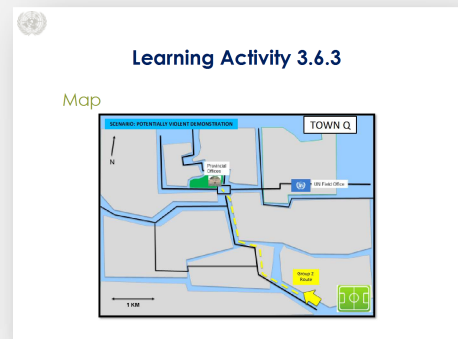 Learning Activity 3.6.3
Map
SCENARIO: POTENTIALLY VIOLENT DEMONSTRATION
TOWN Q
N
Provincial
Offices
UN Field Office
Group 2
Route
1 KM